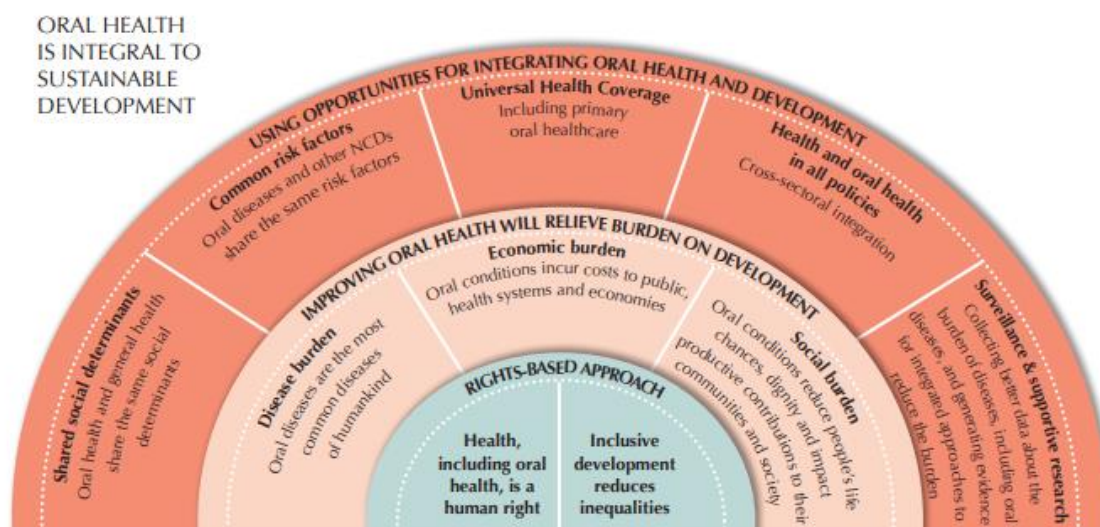 ORAL HEALTH
IS INTEGRAL TO
SUSTAINABLE
DEVELOPMENT
USING OPPORTUNITIES FOR INTEGRATING ORAL HEALTH AND DEVELOPMENT
Shared social determinants
Oral health and general health
share the same social
determinants
Common risk factors
Oral diseases and other NCDs
share the same risk factors
Universal Health Coverage
Including primary
oral healthcare
Health and oral health
in all policies
Cross-sectoral integration
Surveillance & supportive research
Collecting better data about the
burden of diseases, including oral
diseases, and generating evidence
for integrated approaches to
reduce the burden
IMPROVING ORAL HEALTH WILL RELIEVE BURDEN ON DEVELOPMENT
Disease burden
Oral diseases are the most
common diseases
of humankind
Economic burden
Oral conditions incur costs to public,
health systems and economies
Social burden
Oral conditions reduce people's life
chances, dignity and impact
productive contributions to their
communities and society
RIGHTS-BASED APPROACH
Health,
including oral
health, is a
human right
Inclusive
development
reduces
inequalities